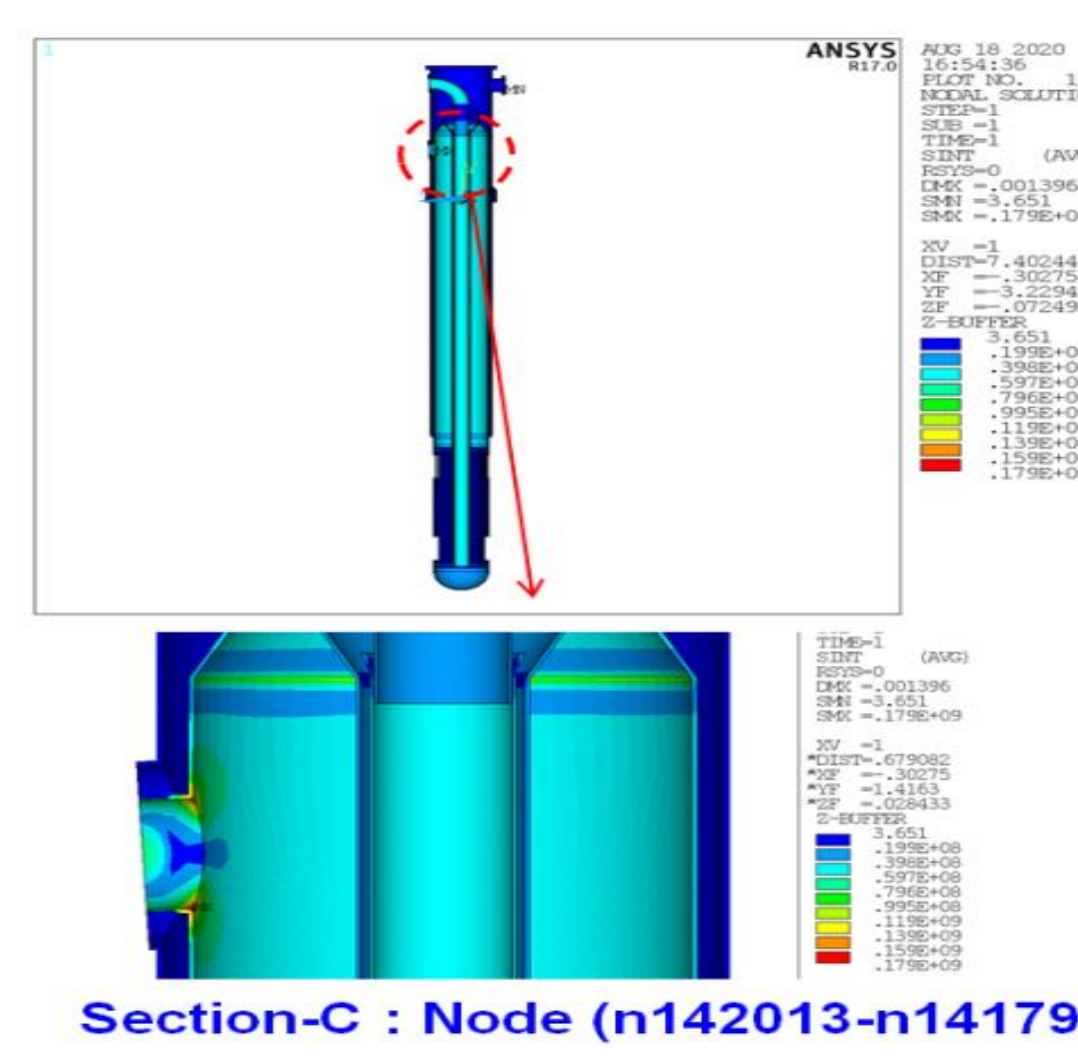 1
ANSYS
R17.0
AUG 18 2020
16:54:36
PLOT NO. 1
NODAL SOLUTI
STEP=1
SUB =1
TIME=1
SINT (AV
RSYS=0
DMX =.001396
SMN =3.651
SMX =.179E+0
XV =1
DIST=7.40244
XF =-.30275
YF =-3.2294
ZF =-.07249
Z-BUFFER
3.651
.199E+0
.398E+0
.597E+0
.796E+0
.995E+0
.119E+0
.139E+0
.159E+0
.179E+0
MN
TIME=1
SINT (AVG)
RSYS=0
DMX =.001396
SMN =3.651
SMX =.179E+09
XV =1
*DIST=.679082
*XF =-.30275
*YF =1.4163
*ZF =.028433
Z-BUFFER
3.651
.199E+08
.398E+08
.597E+08
.796E+08
.995E+08
.119E+09
.139E+09
.159E+09
.179E+09
Section-C : Node (n142013-n14179